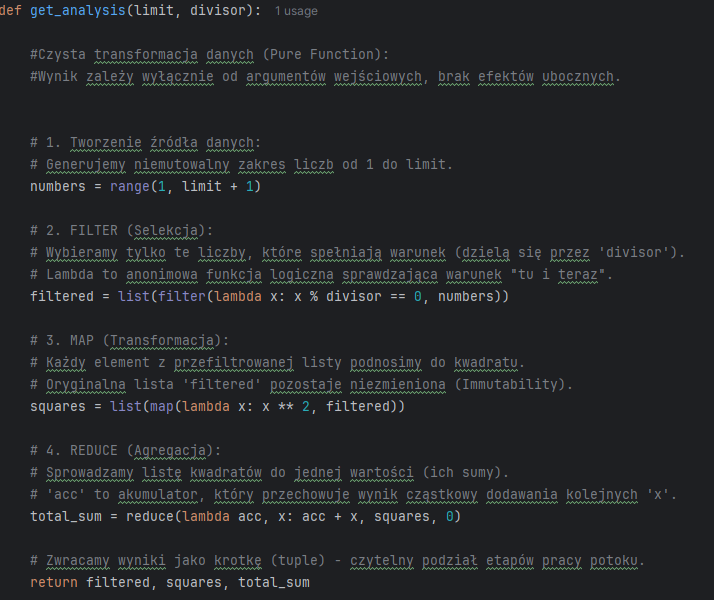 def get_analysis(limit, divisor): 1 usage
#Czysta transformacja danych (Pure Function):
#Wynik zależy wyłącznie od argumentów wejściowych, brak efektów ubocznych.
# 1. Tworzenie źródła danych:
# Generujemy niemutowalny zakres liczb od 1 do limit.
numbers = range(1, limit + 1)
# 2. FILTER (Selekcja):
# Wybieramy tylko te liczby, które spełniają warunek (dzielą się przez 'divisor').
# Lambda to anonimowa funkcja logiczna sprawdzająca warunek "tu i teraz".
filtered = list(filter(lambda x: x % divisor == 0, numbers))
# 3. MAP (Transformacja):
# Każdy element z przefiltrowanej listy podnosimy do kwadratu.
# Oryginalna lista 'filtered' pozostaje niezmieniona (Immutability).
squares = list(map(lambda x: x ** 2, filtered))
# 4. REDUCE (Agregacja):
# Sprowadzamy listę kwadratów do jednej wartości (ich sumy).
# 'acc' to akumulator, który przechowuje wynik cząstkowy dodawania kolejnych 'x'.
total_sum = reduce(lambda acc, x: acc + x, squares, 0)
# Zwracamy wyniki jako krotkę (tuple) - czytelny podział etapów pracy potoku.
return filtered, squares, total_sum